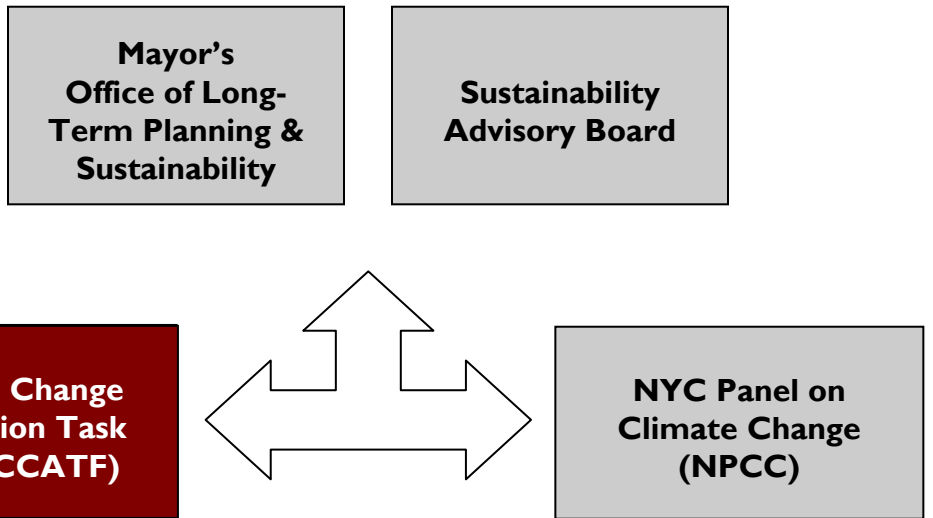 Mayor's
Office of Long-
Term Planning &
Sustainability
Sustainability
Advisory Board
Change
Task
CCATF)
NYC Panel on
Climate Change
(NPCC)